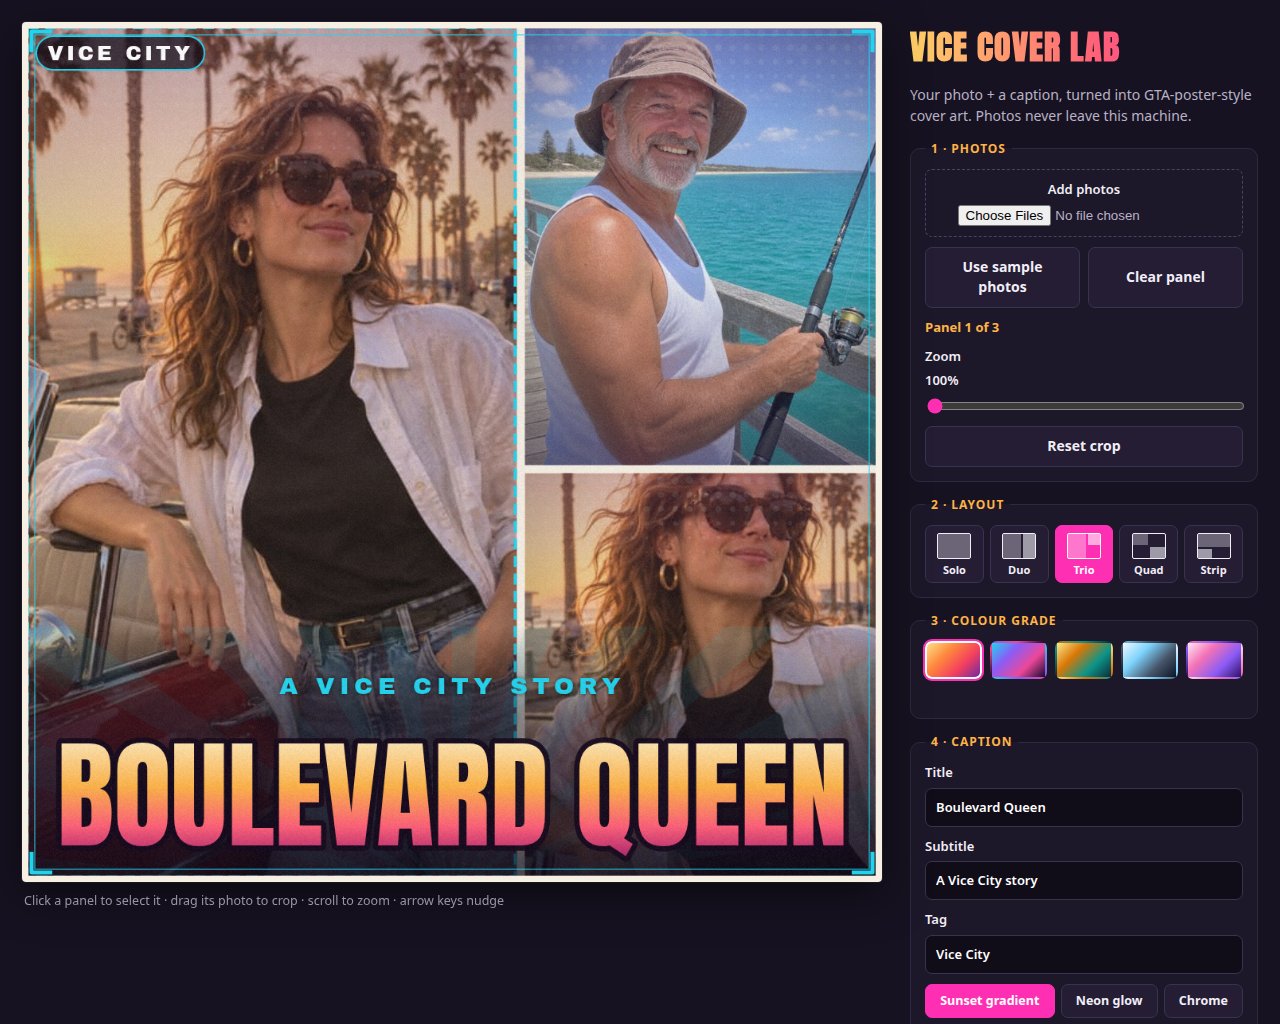 VICE CITY
A VICE CITY STORY
BOULEVARD QUEEN
Click a panel to select it · drag its photo to crop · scroll to zoom · arrow keys nudge
VICE COVER LAB
Your photo + a caption, turned into GTA-poster-style
cover art. Photos never leave this machine.
1 · PHOTOS
Add photos
Choose Files No file chosen
Use sample
photos
Clear panel
Panel 1 of 3
Zoom
100%
Reset crop
2 · LAYOUT
Solo
Duo
Trio
Quad
Strip
3 · COLOUR GRADE
4 · CAPTION
Title
Boulevard Queen
Subtitle
A Vice City story
Tag
Vice City
Sunset gradient
Neon glow
Chrome